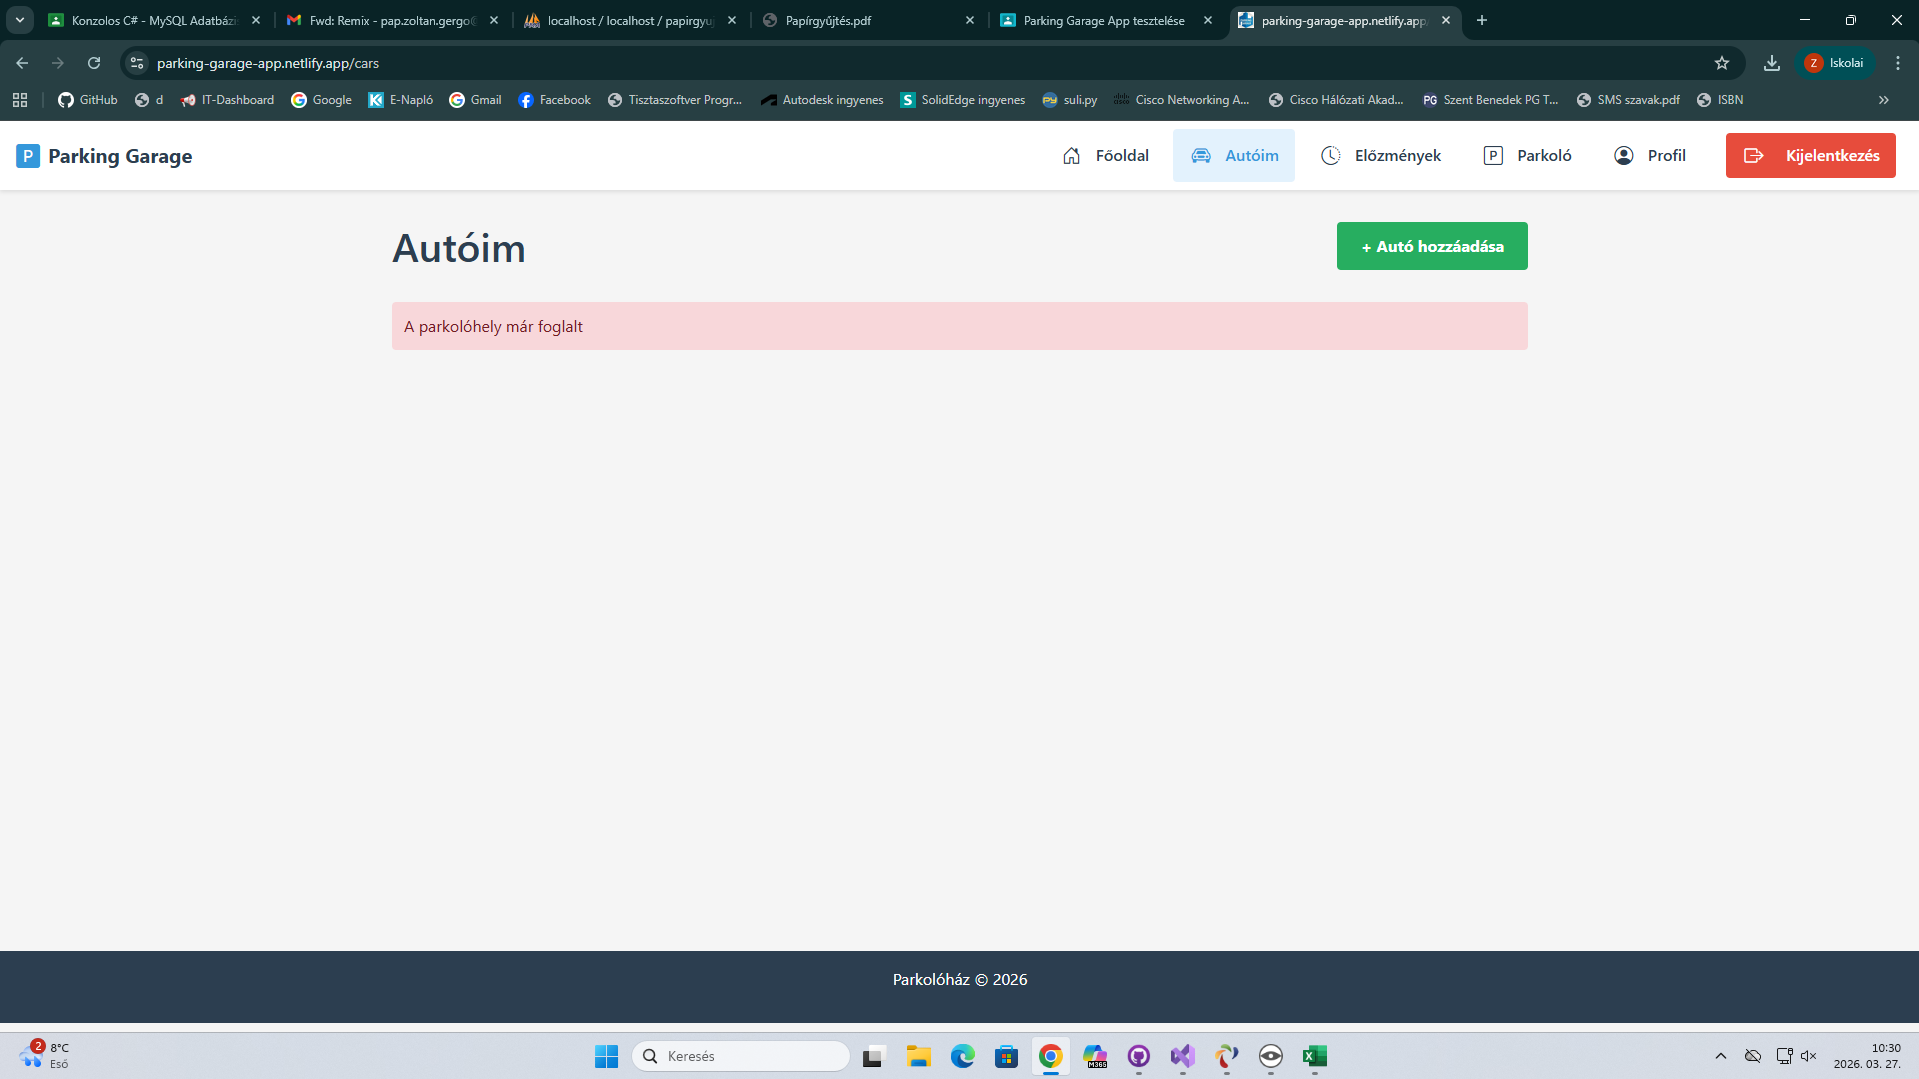 Konzolos C# - MySQL Adatbázi
Fwd: Remix - pap.zoltan.gergo@
localhost / localhost / papirgyuj
Papírgyűjtés.pdf
Parking Garage App tesztelése
parking-garage-app.netlify.app
parking-garage-app.netlify.app/cars
Z Iskolai
GitHub
d
IT-Dashboard
Google
E-Napló
Gmail
Facebook
Tisztaszoftver Progr...
Autodesk ingyenes
SolidEdge ingyenes
suli.py
Cisco Networking A...
Cisco Hálózati Akad...
PG Szent Benedek PG T...
SMS szavak.pdf
ISBN
P Parking Garage
Főoldal
Autóim
Előzmények
P Parkoló
Profil
Kijelentkezés
Autóim
+ Autó hozzáadása
A parkolóhely már foglalt
Parkolóház © 2026
2
8°C
Eső
Keresés
M365
10:30
2026. 03. 27.